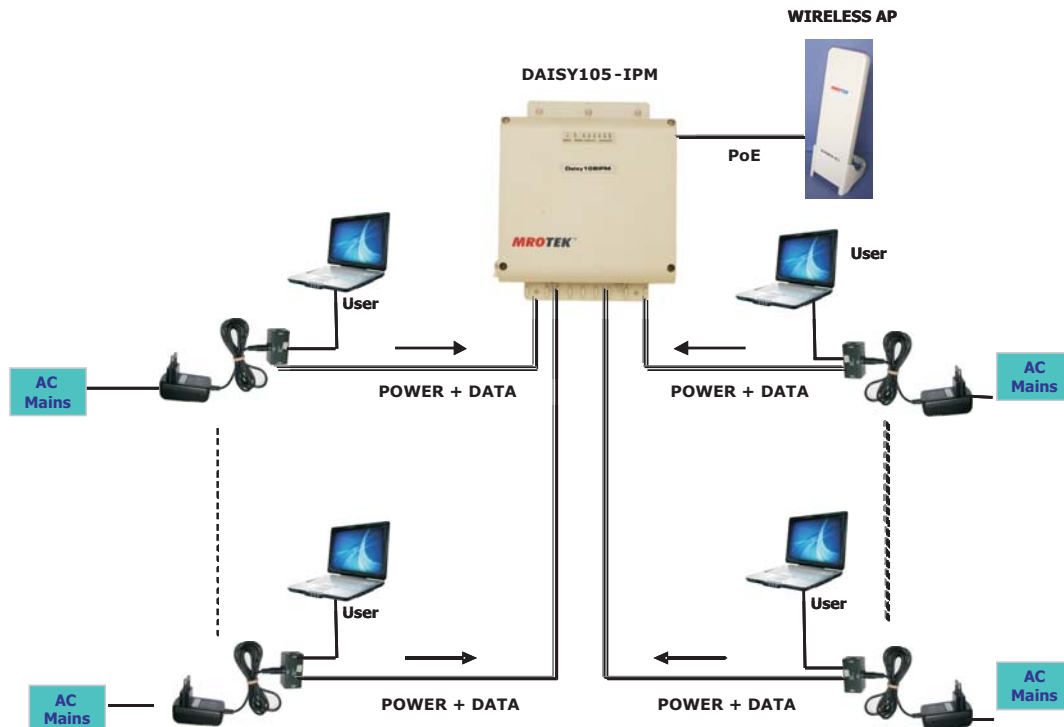 WIRELESS AP
DAISY105-IPM
MROTEK
PoE
MROTEK™
User
User
AC
Mains
POWER + DATA
POWER + DATA
AC
Mains
User
User
AC
Mains
POWER + DATA
POWER + DATA
AC
Mains